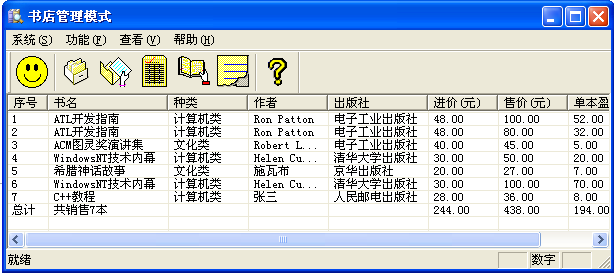 书店管理模式
系统(S) 功能(F) 查看(V) 帮助(H)
序号 书名 种类 作者 出版社 进价(元) 售价(元) 单本盈
1 ATL开发指南 计算机类 Ron Patton 电子工业出版社 48.00 100.00 52.00
2 ATL开发指南 计算机类 Ron Patton 电子工业出版社 48.00 80.00 32.00
3 ACM图灵奖演讲集 文化类 Robert L... 电子工业出版社 40.00 45.00 5.00
4 WindowsNT技术内幕 计算机类 Helen Cu... 清华大学出版社 30.00 50.00 20.00
5 希腊神话故事 文化类 施瓦布 京华出版社 20.00 27.00 7.00
6 WindowsNT技术内幕 计算机类 Helen Cu... 清华大学出版社 30.00 100.00 70.00
7 C++教程 计算机类 张三 人民邮电出版社 28.00 36.00 8.00
总计 共销售7本 244.00 438.00 194.00
就绪 数字